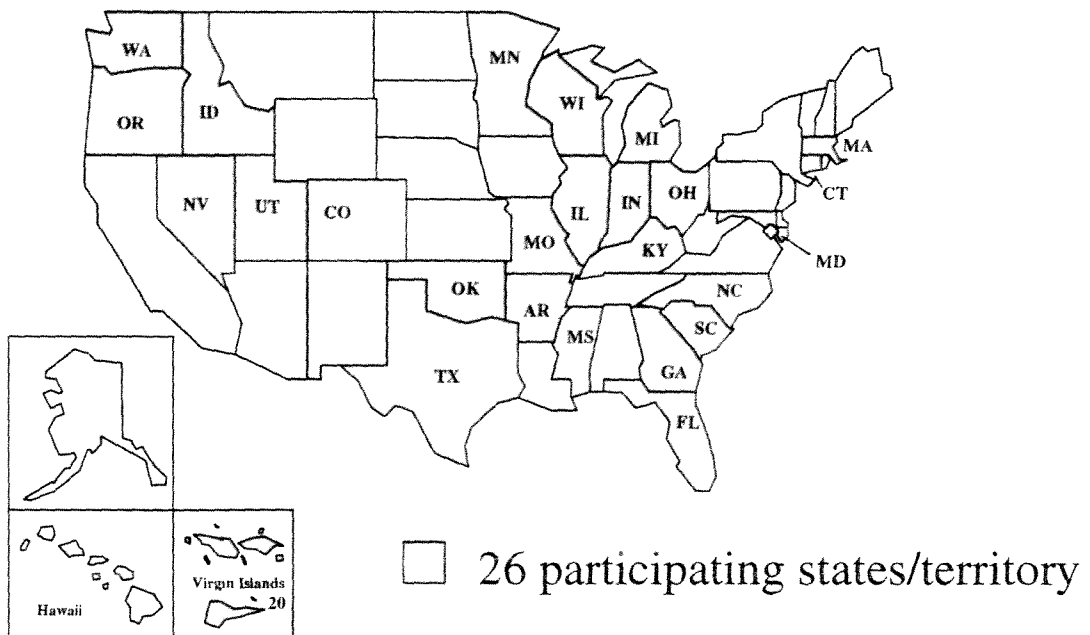 WA
MN
OR
ID
WI
MI
MA
NV
UT
CO
IL
IN
OH
CT
MO
KY
MD
OK
AR
NC
MS
SC
TX
GA
FL
Virgin Islands
20
Hawaii
26 participating states/territory